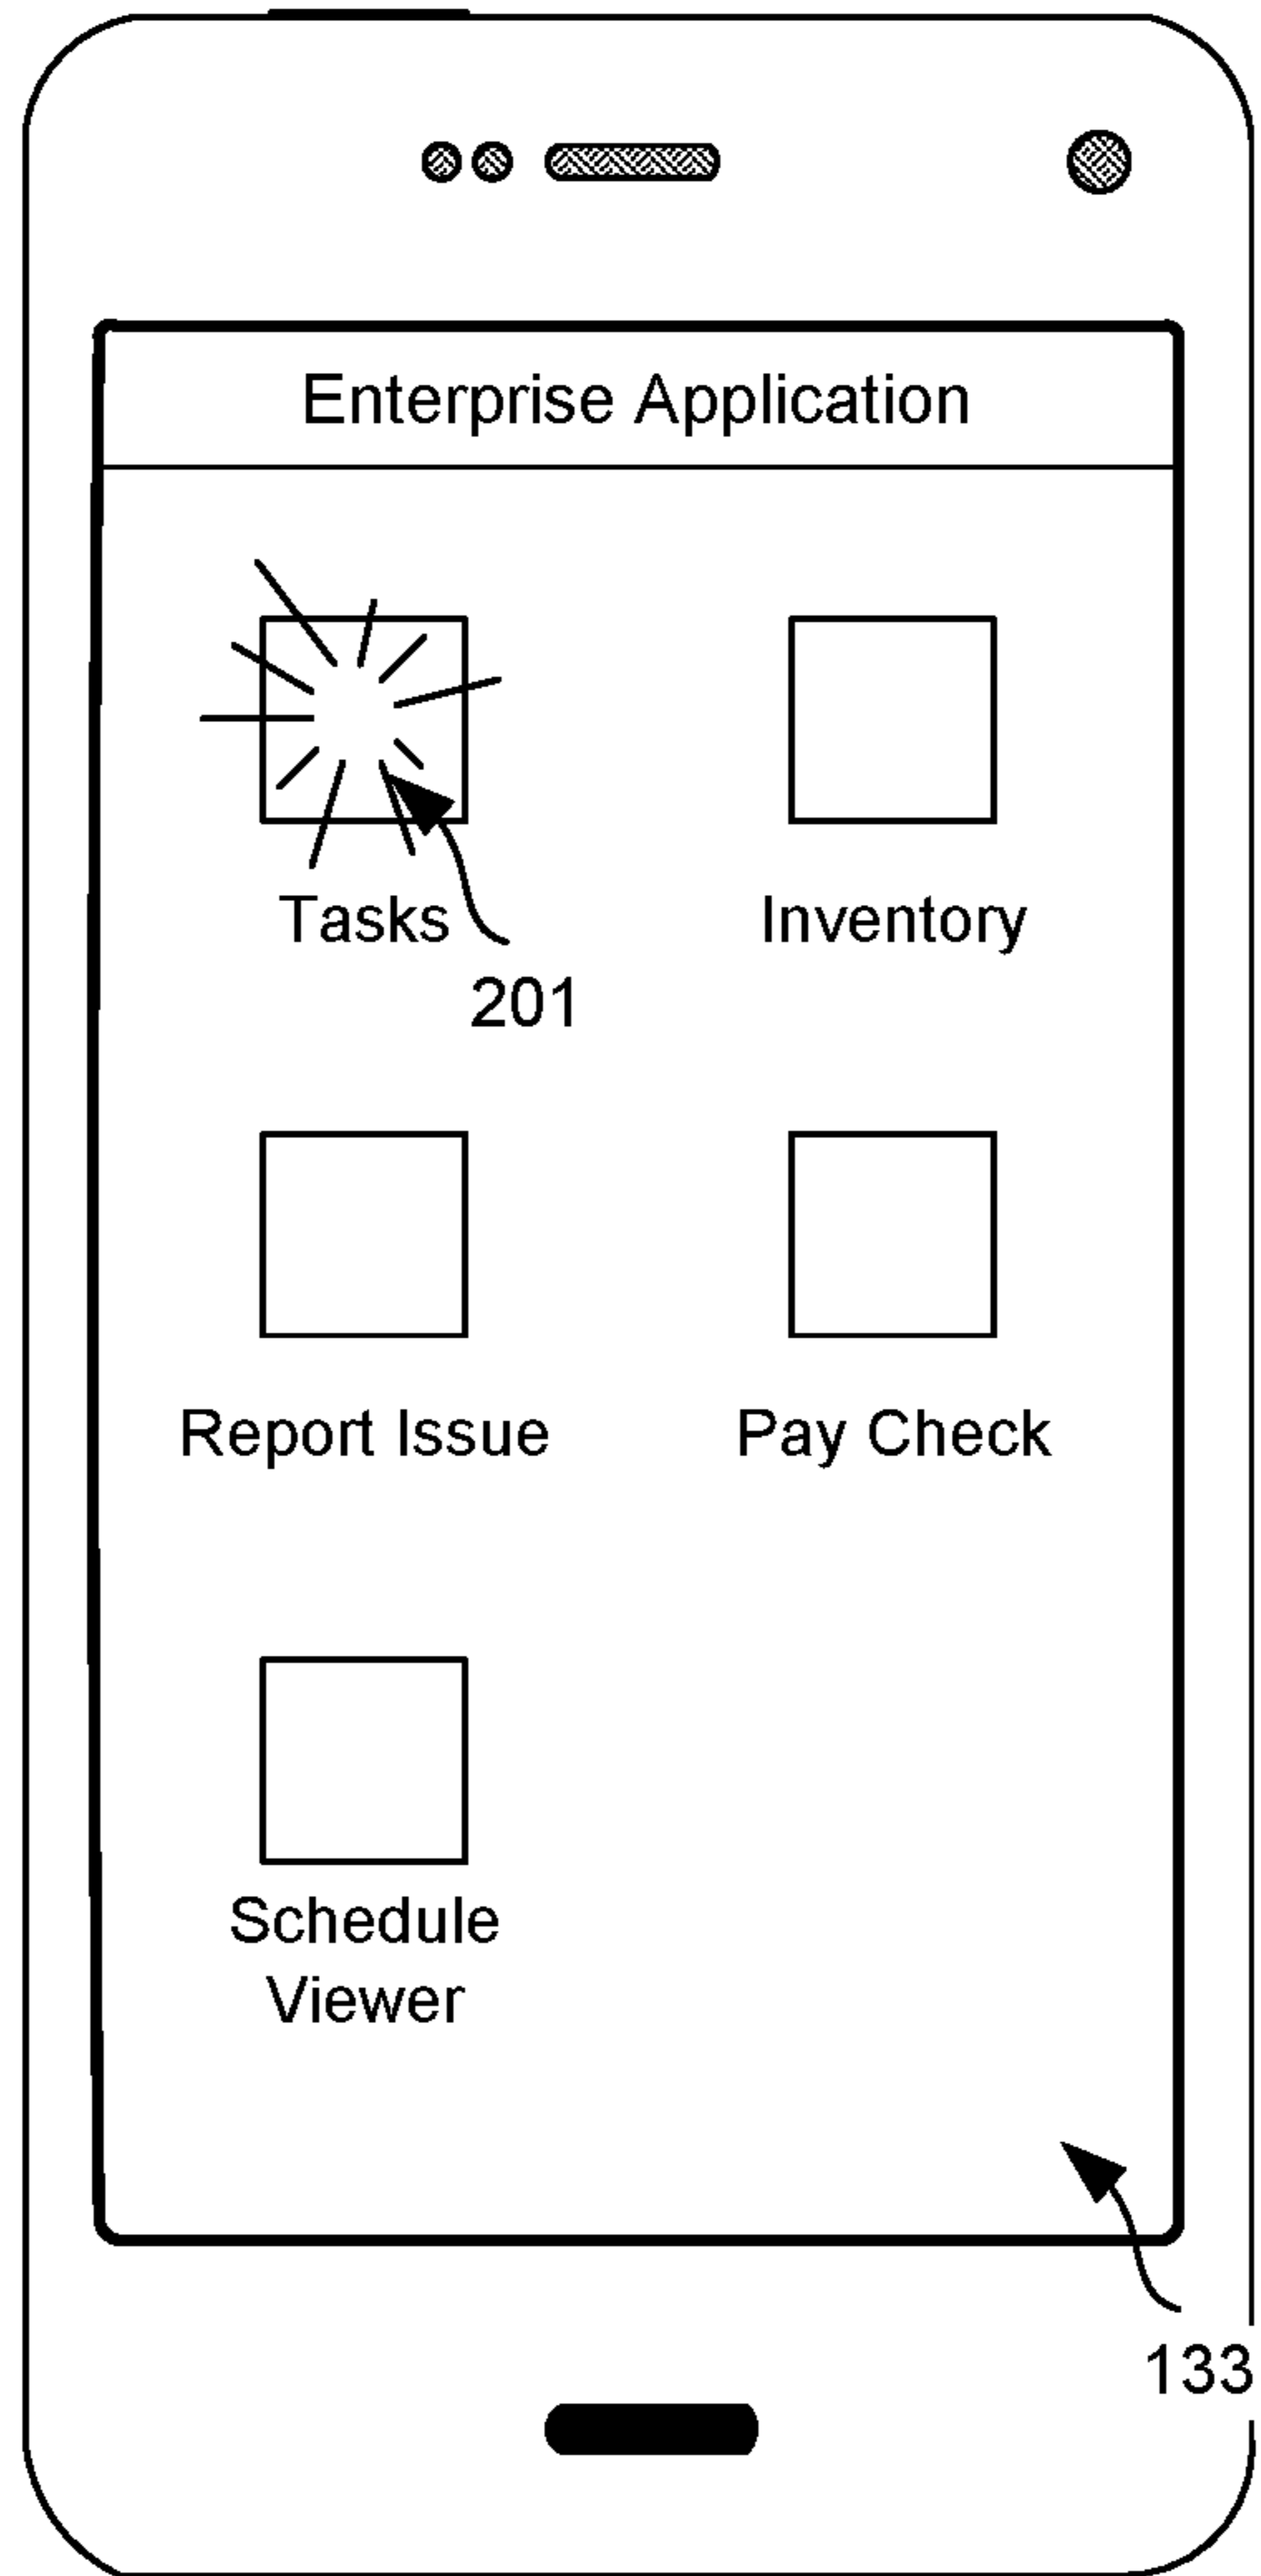 Enterprise Application
Tasks
Inventory
201
Report Issue
Pay Check
Schedule
Viewer
133